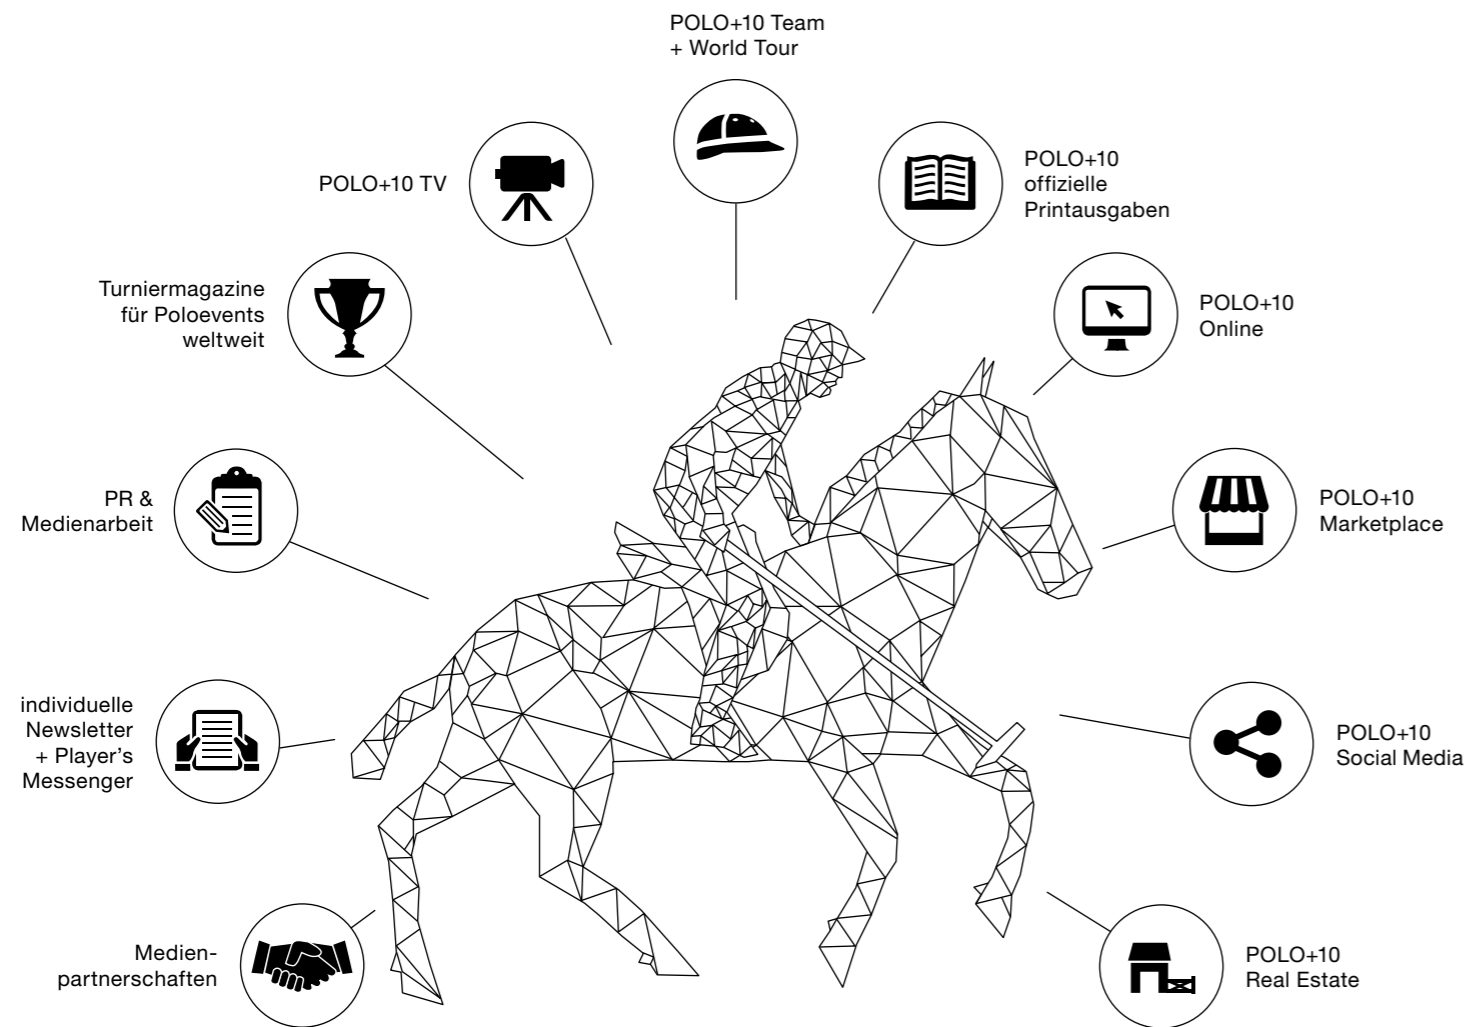 POLO+10 Team
+ World Tour
POLO+10 TV
POLO+10
offizielle
Printausgaben
Turniermagazine
für Poloevents
weltweit
POLO+10
Online
PR &
Medienarbeit
POLO+10
Marketplace
individuelle
Newsletter
+ Player’s
Messenger
POLO+10
Social Media
Medien-
partnerschaften
POLO+10
Real Estate